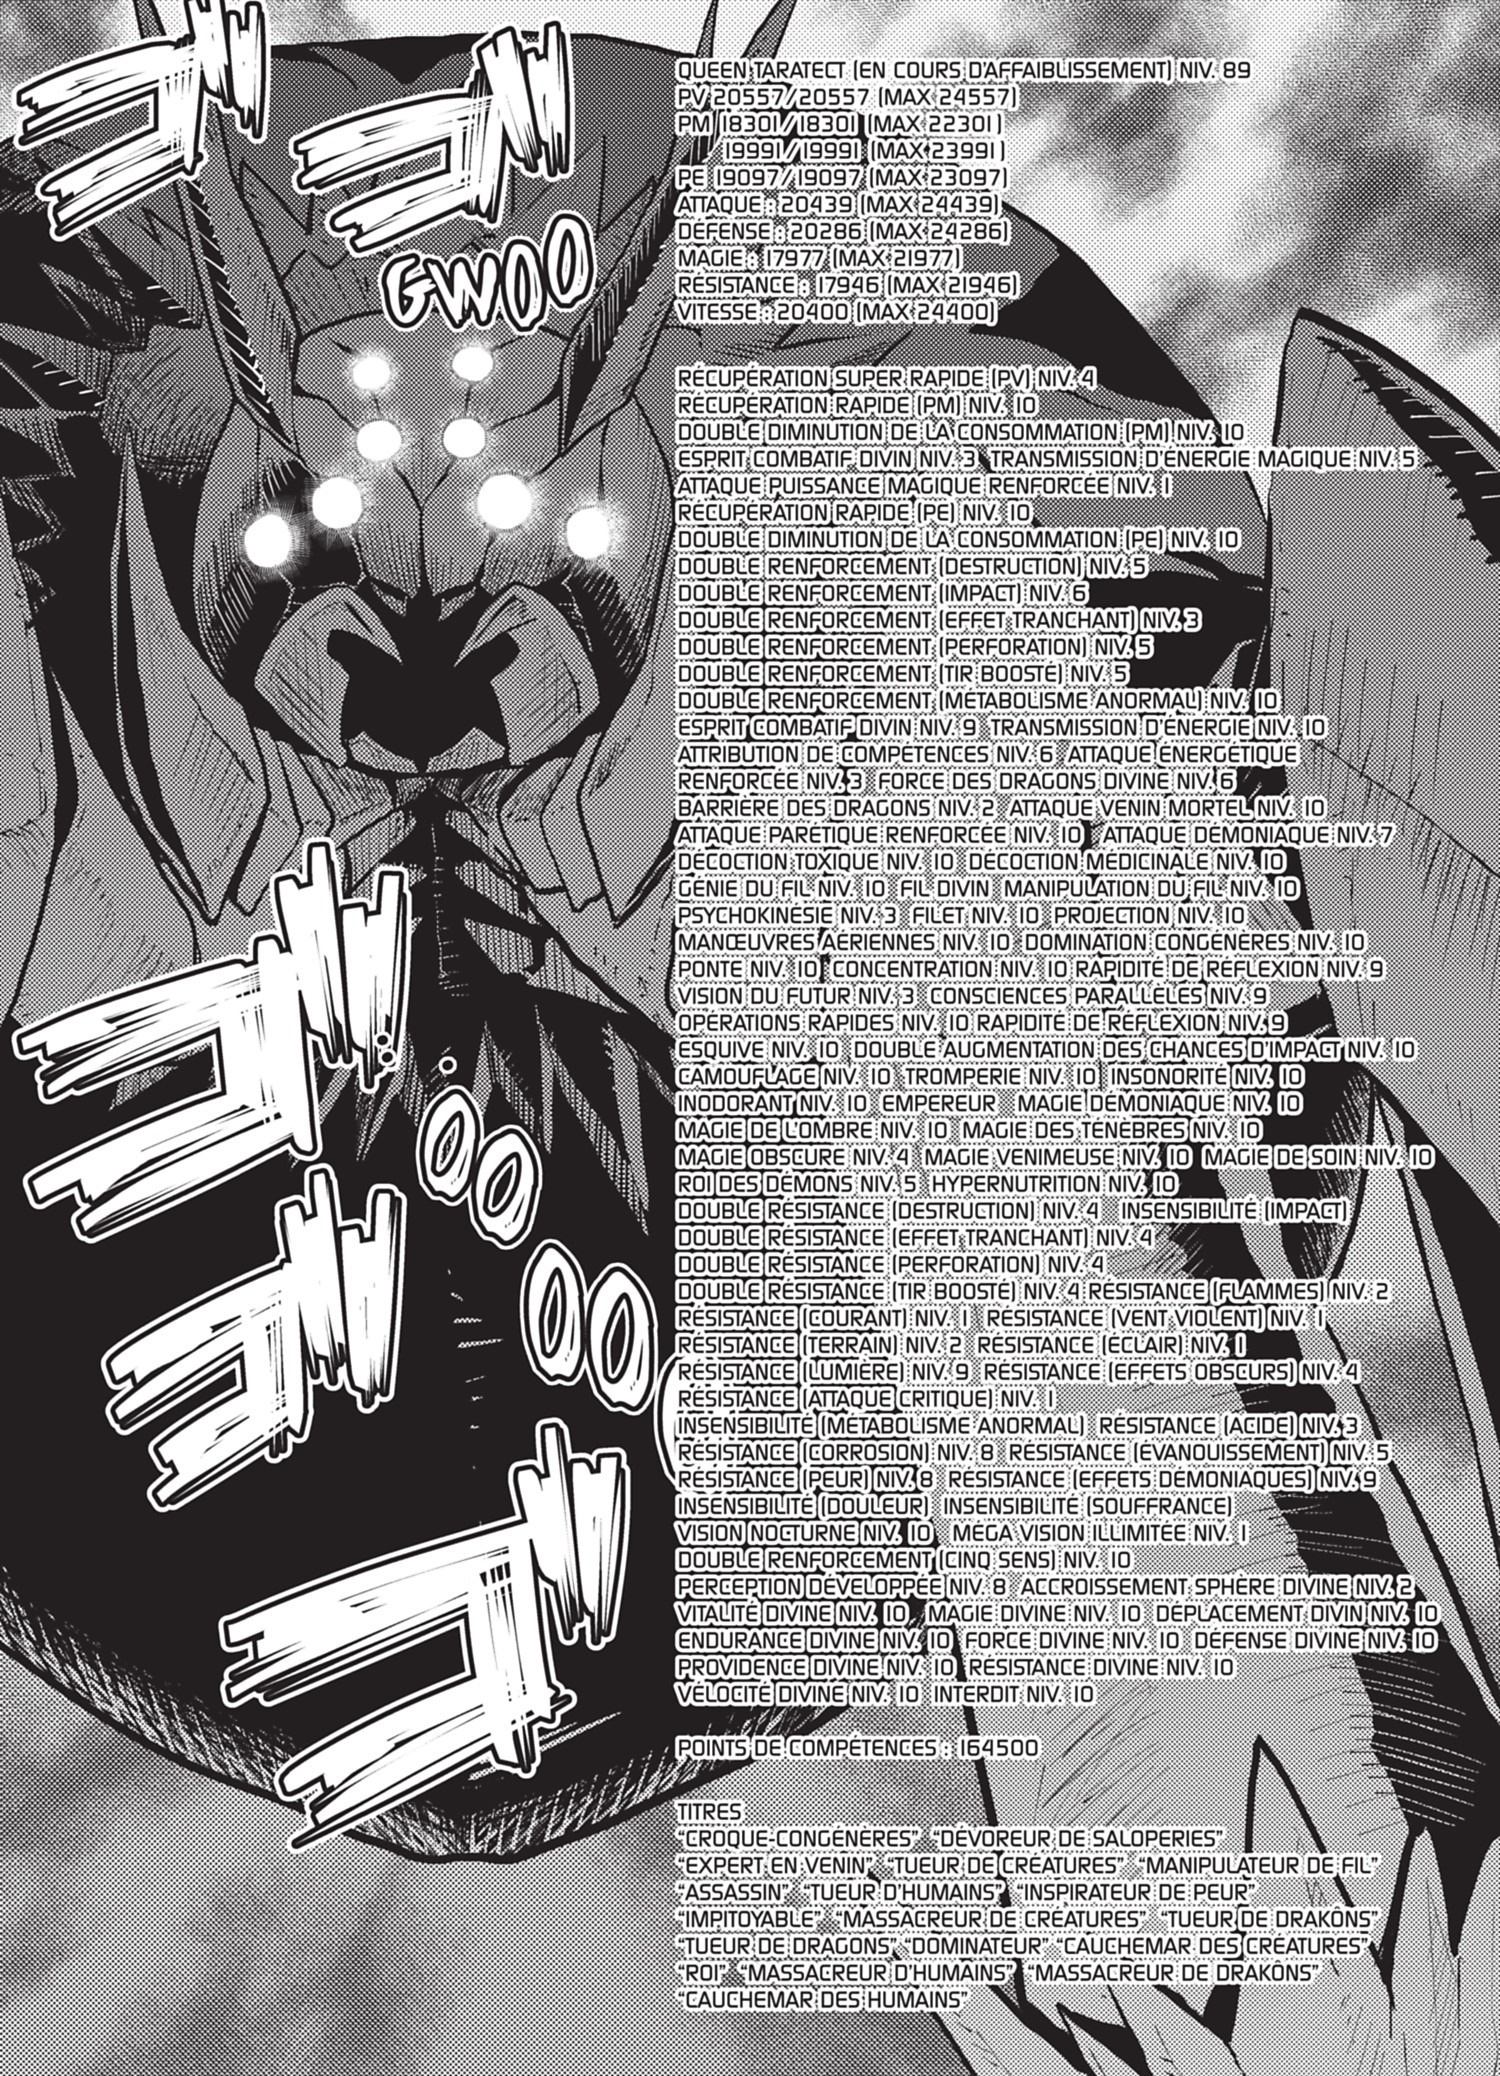 ゴゴ
GWOO
QUEEN TARATECT (EN COURS D'AFFAIBLISSEMENT) NIV. 89
PV 20557/20557 (MAX 24557)
PM 18301/18301 (MAX 22301)
19991/19991 (MAX 23991)
PE 19097/19097 (MAX 23097)
ATTAQUE : 20439 (MAX 24439)
DÉFENSE : 20286 (MAX 24286)
MAGIE : 17977 (MAX 21977)
RÉSISTANCE : 17946 (MAX 21946)
VITESSE : 20400 (MAX 24400)
RÉCUPÉRATION SUPER RAPIDE (PV) NIV. 4
RÉCUPÉRATION RAPIDE (PM) NIV. 10
DOUBLE DIMINUTION DE LA CONSOMMATION (PM) NIV. 10
ESPRIT COMBATIF DIVIN NIV. 3 TRANSMISSION D'ÉNERGIE MAGIQUE NIV. 5
ATTAQUE PUISSANCE MAGIQUE RENFORCÉE NIV. 1
RÉCUPÉRATION RAPIDE (PE) NIV. 10
DOUBLE DIMINUTION DE LA CONSOMMATION (PE) NIV. 10
DOUBLE RENFORCEMENT (DESTRUCTION) NIV. 5
DOUBLE RENFORCEMENT (IMPACT) NIV. 6
DOUBLE RENFORCEMENT (EFFET TRANCHANT) NIV. 3
DOUBLE RENFORCEMENT (PERFORATION) NIV. 5
DOUBLE RENFORCEMENT (TIR BOOSTÉ) NIV. 5
DOUBLE RENFORCEMENT (MÉTABOLISME ANORMAL) NIV. 10
ESPRIT COMBATIF DIVIN NIV. 9 TRANSMISSION D'ÉNERGIE NIV. 10
ATTRIBUTION DE COMPÉTENCES NIV. 6 ATTAQUE ÉNERGÉTIQUE
RENFORCÉE NIV. 3 FORCE DES DRAGONS DIVINE NIV. 6
BARRIÈRE DES DRAGONS NIV. 2 ATTAQUE VENIN MORTEL NIV. 10
ATTAQUE PARÉTIQUE RENFORCÉE NIV. 10 ATTAQUE DÉMONIAQUE NIV. 7
DÉCOCTION TOXIQUE NIV. 10 DÉCOCTION MÉDICINALE NIV. 10
GÉNIE DU FIL NIV. 10 FIL DIVIN MANIPULATION DU FIL NIV. 10
PSYCHOKINÉSIE NIV. 3 FILET NIV. 10 PROJECTION NIV. 10
MANŒUVRES AÉRIENNES NIV. 10 DOMINATION CONGÉNÈRES NIV. 10
PONTE NIV. 10 CONCENTRATION NIV. 10 RAPIDITÉ DE RÉFLEXION NIV. 9
VISION DU FUTUR NIV. 3 CONSCIENCES PARALLÈLES NIV. 9
OPÉRATIONS RAPIDES NIV. 10 RAPIDITÉ DE RÉFLEXION NIV. 9
ESQUIVE NIV. 10 DOUBLE AUGMENTATION DES CHANCES D'IMPACT NIV. 10
CAMOUFLAGE NIV. 10 TROMPERIE NIV. 10 INSONORITÉ NIV. 10
INODORANT NIV. 10 EMPEREUR MAGIE DÉMONIAQUE NIV. 10
MAGIE DE L'OMBRE NIV. 10 MAGIE DES TÉNÈBRES NIV. 10
MAGIE OBSCURE NIV. 4 MAGIE VENIMEUSE NIV. 10 MAGIE DE SOIN NIV. 10
ROI DES DÉMONS NIV. 5 HYPERNUTRITION NIV. 10
DOUBLE RÉSISTANCE (DESTRUCTION) NIV. 4 INSENSIBILITÉ (IMPACT)
DOUBLE RÉSISTANCE (EFFET TRANCHANT) NIV. 4
DOUBLE RÉSISTANCE (PERFORATION) NIV. 4
DOUBLE RÉSISTANCE (TIR BOOSTÉ) NIV. 4 RÉSISTANCE (FLAMMES) NIV. 2
RÉSISTANCE (COURANT) NIV. 1 RÉSISTANCE (VENT VIOLENT) NIV. 1
RÉSISTANCE (TERRAIN) NIV. 2 RÉSISTANCE (ÉCLAIR) NIV. 1
RÉSISTANCE (LUMIÈRE) NIV. 9 RÉSISTANCE (EFFETS OBSCURS) NIV. 4
RÉSISTANCE (ATTAQUE CRITIQUE) NIV. 1
INSENSIBILITÉ (MÉTABOLISME ANORMAL) RÉSISTANCE (ACIDE) NIV. 3
RÉSISTANCE (CORROSION) NIV. 8 RÉSISTANCE (ÉVANOUISSEMENT) NIV. 5
RÉSISTANCE (PEUR) NIV. 8 RÉSISTANCE (EFFETS DÉMONIAQUES) NIV. 9
INSENSIBILITÉ (DOULEUR) INSENSIBILITÉ (SOUFFRANCE)
VISION NOCTURNE NIV. 10 MÉGA VISION ILLIMITÉE NIV. 1
DOUBLE RENFORCEMENT (CINQ SENS) NIV. 10
PERCEPTION DÉVELOPPÉE NIV. 8 ACCROISSEMENT SPHÈRE DIVINE NIV. 2
VITALITÉ DIVINE NIV. 10 MAGIE DIVINE NIV. 10 DÉPLACEMENT DIVIN NIV. 10
ENDURANCE DIVINE NIV. 10 FORCE DIVINE NIV. 10 DÉFENSE DIVINE NIV. 10
PROVIDENCE DIVINE NIV. 10 RÉSISTANCE DIVINE NIV. 10
VÉLOCITÉ DIVINE NIV. 10 INTERDIT NIV. 10
POINTS DE COMPÉTENCES : 164500
TITRES
"CROQUE-CONGÉNÈRES" "DÉVOREUR DE SALOPERIES"
"EXPERT EN VENIN" "TUEUR DE CRÉATURES" "MANIPULATEUR DE FIL"
"ASSASSIN" "TUEUR D'HUMAINS" "INSPIRATEUR DE PEUR"
"IMPITOYABLE" "MASSACREUR DE CRÉATURES" "TUEUR DE DRAKÔNS"
"TUEUR DE DRAGONS" "DOMINATEUR" "CAUCHEMAR DES CRÉATURES"
"ROI" "MASSACREUR D'HUMAINS" "MASSACREUR DE DRAKÔNS"
"CAUCHEMAR DES HUMAINS"
ゴ
ゴ
ゴ
OO
OO